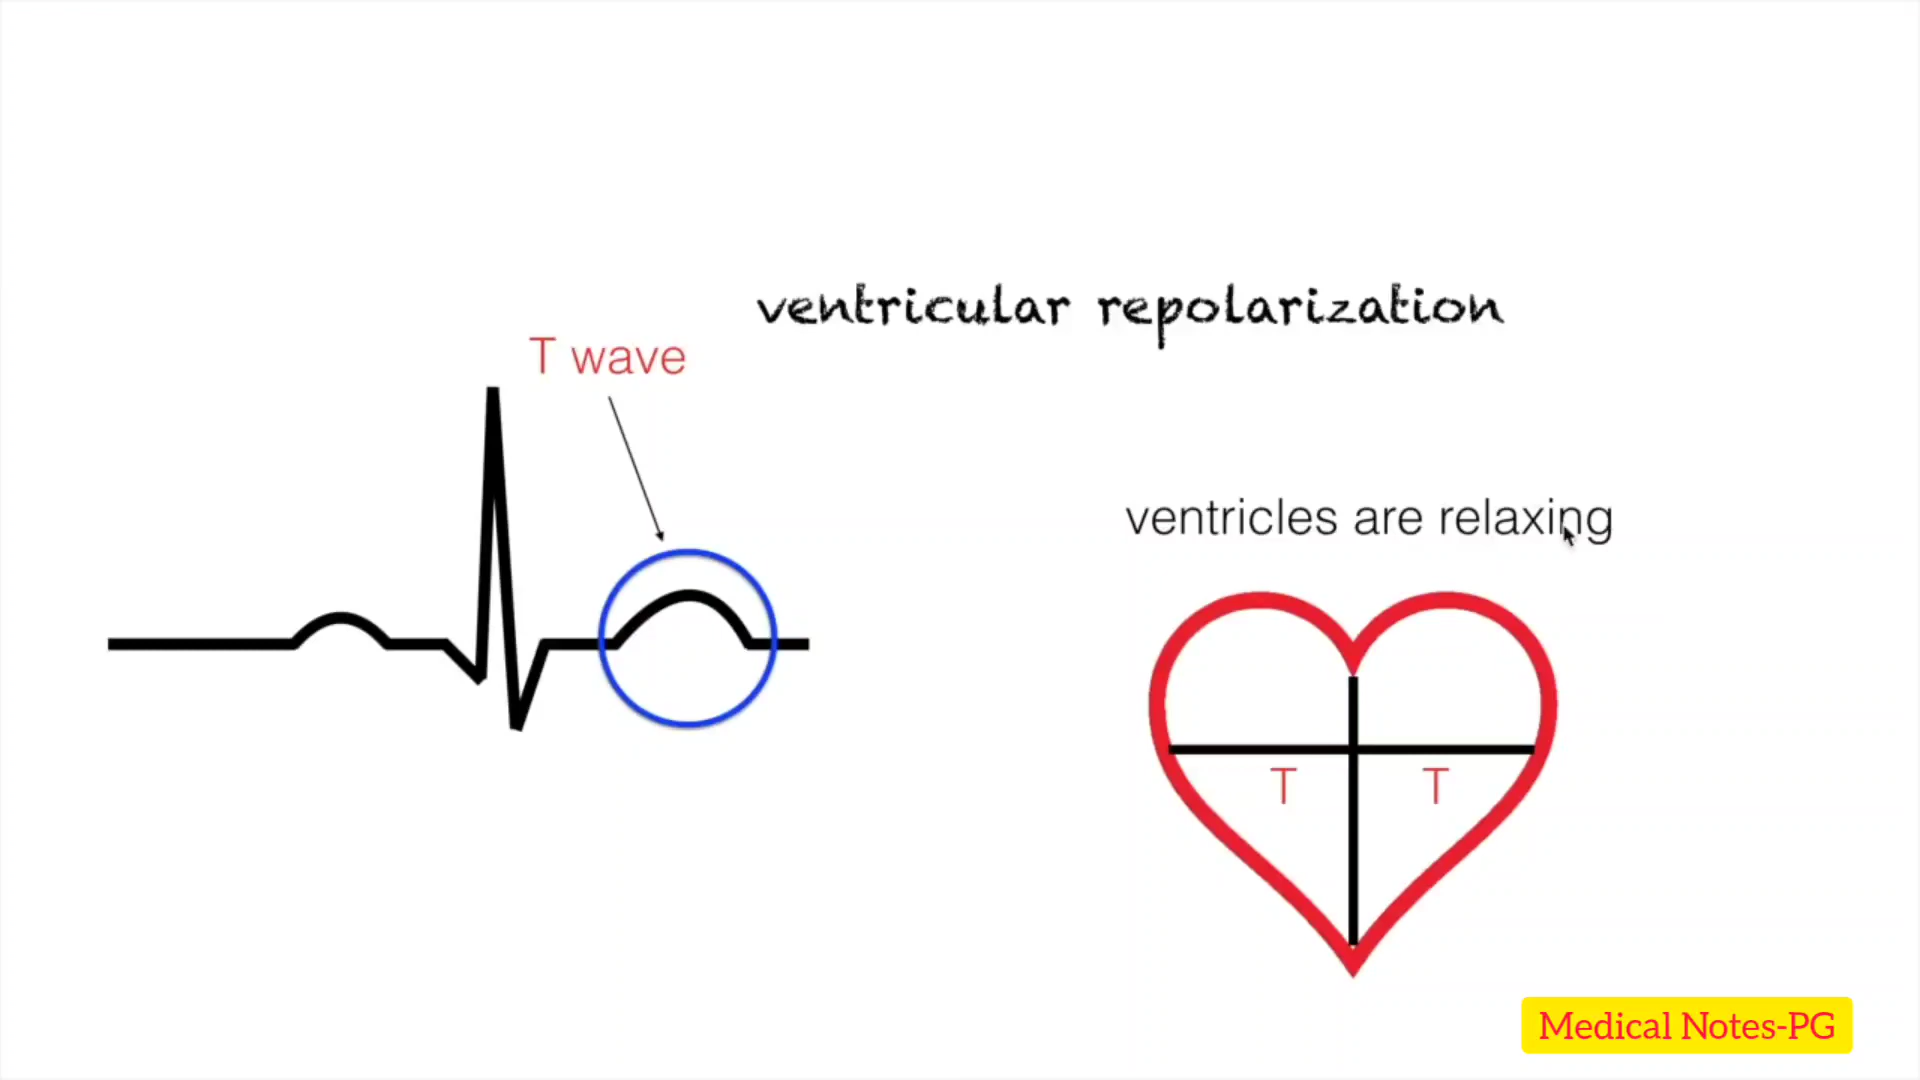 ventricular repolarization
T wave
ventricles are relaxing
T T
Medical Notes-PG